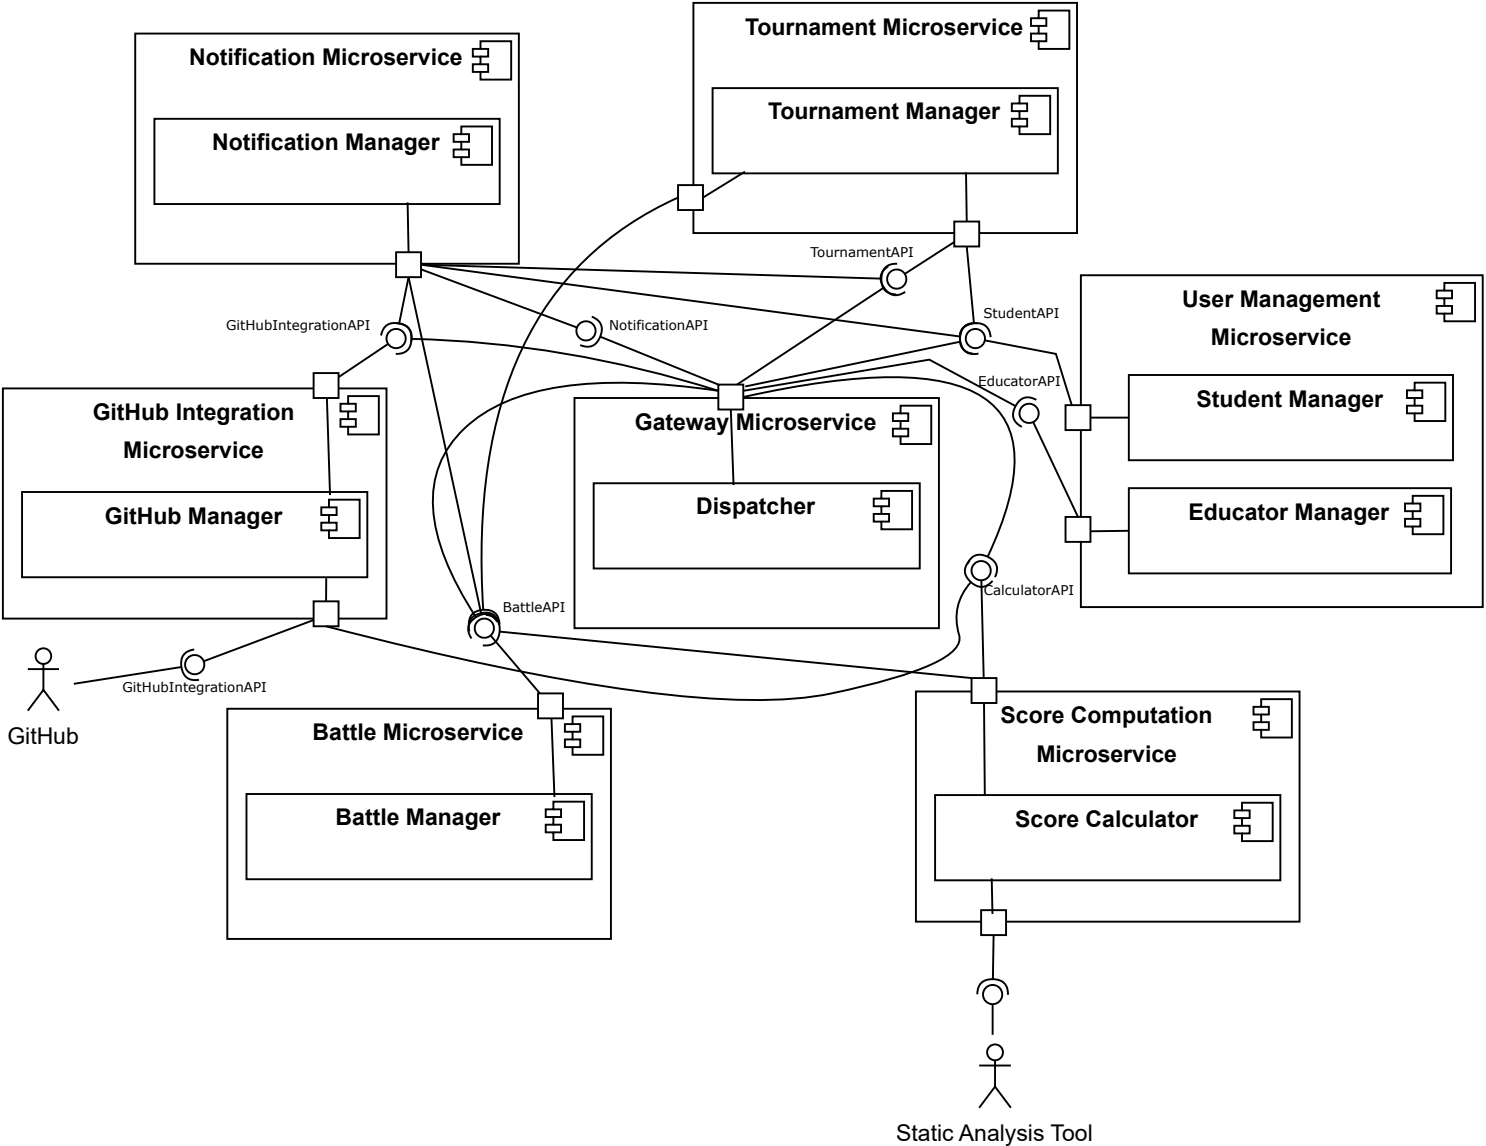 Tournament Microservice
Notification Microservice
Tournament Manager
Notification Manager
TournamentAPI
User Management
Microservice
StudentAPI
GitHubIntegrationAPI
NotificationAPI
EducatorAPI
Student Manager
GitHub Integration
Microservice
Gateway Microservice
Dispatcher
Educator Manager
GitHub Manager
CalculatorAPI
BattleAPI
GitHubIntegrationAPI
GitHub
Battle Microservice
Score Computation
Microservice
Battle Manager
Score Calculator
Static Analysis Tool